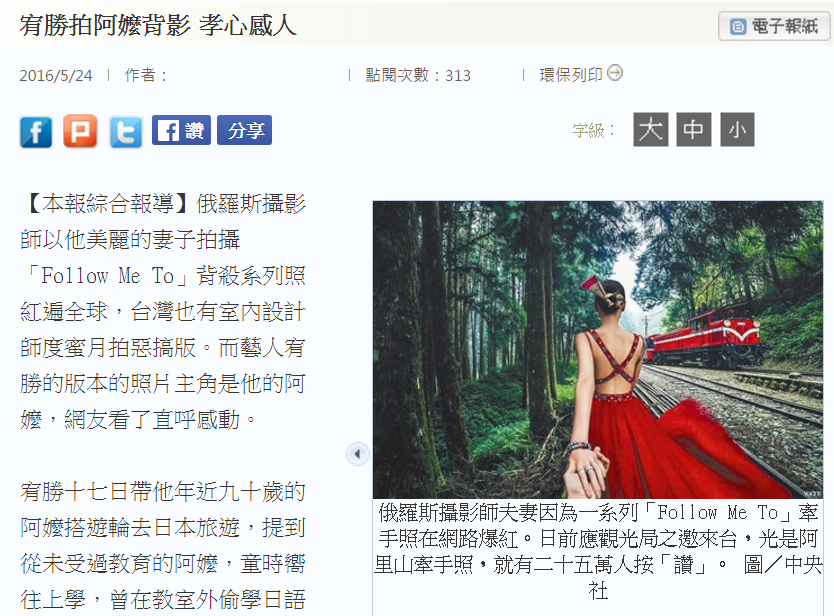 宥勝拍阿嬤背影 孝心感人
電子報紙
2016/5/24
作者：
點閱次數：313
環保列印
讚
分享
字級：
大
中
小
【本報綜合報導】俄羅斯攝影
師以他美麗的妻子拍攝
「Follow Me To」背殺系列照
紅遍全球，台灣也有室內設計
師度蜜月拍惡搞版。而藝人宥
勝的版本的照片主角是他的阿
嬤，網友看了直呼感動。
宥勝十七日帶他年近九十歲的
阿嬤搭遊輪去日本旅遊，提到
從未受過教育的阿嬤，童時嚮
往上學，曾在教室外偷學日語
俄羅斯攝影師夫妻因為一系列「Follow Me To」牽
手照在網路爆紅。日前應觀光局之邀來台，光是阿
里山牽手照，就有二十五萬人按「讚」。 圖／中央
社